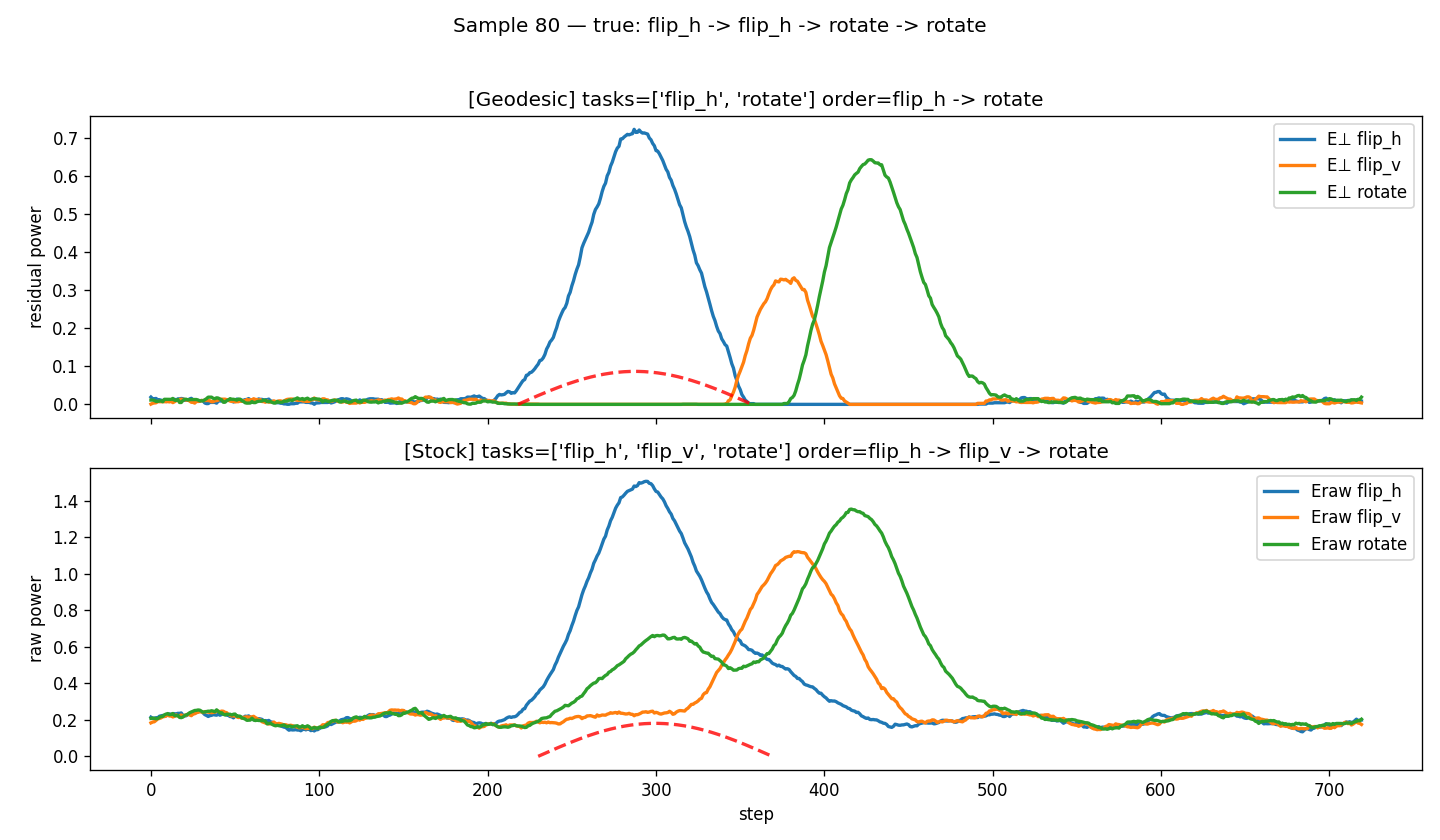 Sample 80 — true: flip_h -> flip_h -> rotate -> rotate
[Geodesic] tasks=['flip_h', 'rotate'] order=flip_h -> rotate
0.7
0.6
0.5
0.4
0.3
0.2
0.1
0.0
residual power
E⊥ flip_h
E⊥ flip_v
E⊥ rotate
[Stock] tasks=['flip_h', 'flip_v', 'rotate'] order=flip_h -> flip_v -> rotate
1.4
1.2
1.0
0.8
0.6
0.4
0.2
0.0
raw power
Eraw flip_h
Eraw flip_v
Eraw rotate
0 100 200 300 400 500 600 700
step